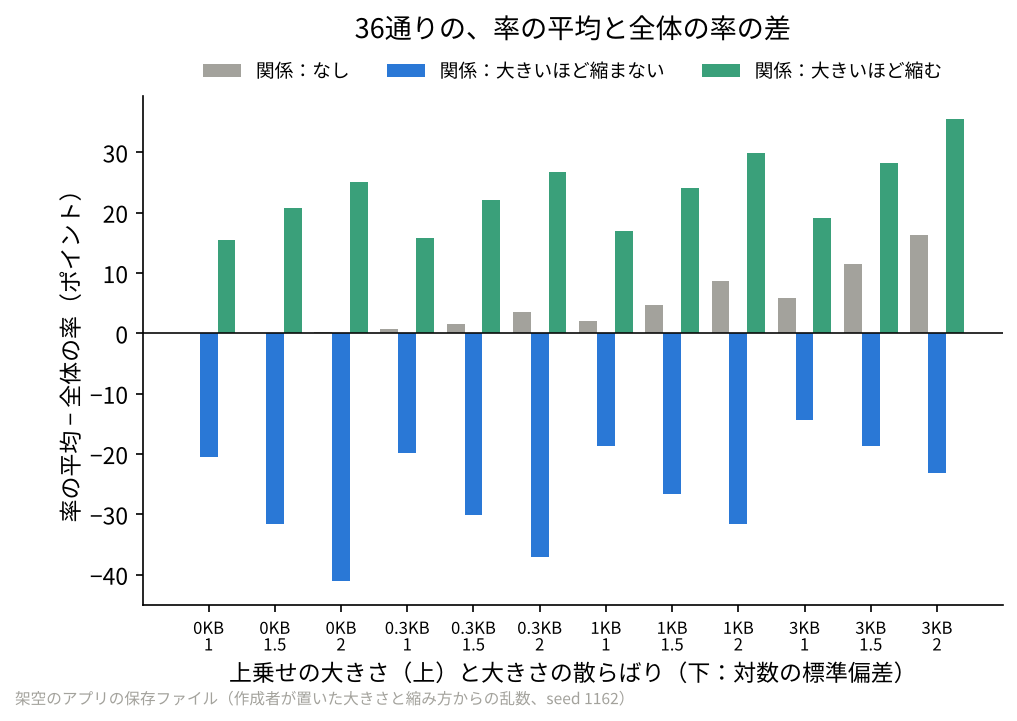 36通りの、率の平均と全体の率の差
関係：なし
関係：大きいほど縮まない
関係：大きいほど縮む
率の平均 − 全体の率（ポイント）
30
20
10
0
−10
−20
−30
−40
0KB
1
0KB
1.5
0KB
2
0.3KB
1
0.3KB
1.5
0.3KB
2
1KB
1
1KB
1.5
1KB
2
3KB
1
3KB
1.5
3KB
2
上乗せの大きさ（上）と大きさの散らばり（下：対数の標準偏差）
架空のアプリの保存ファイル（作成者が置いた大きさと縮み方からの乱数、seed 1162）